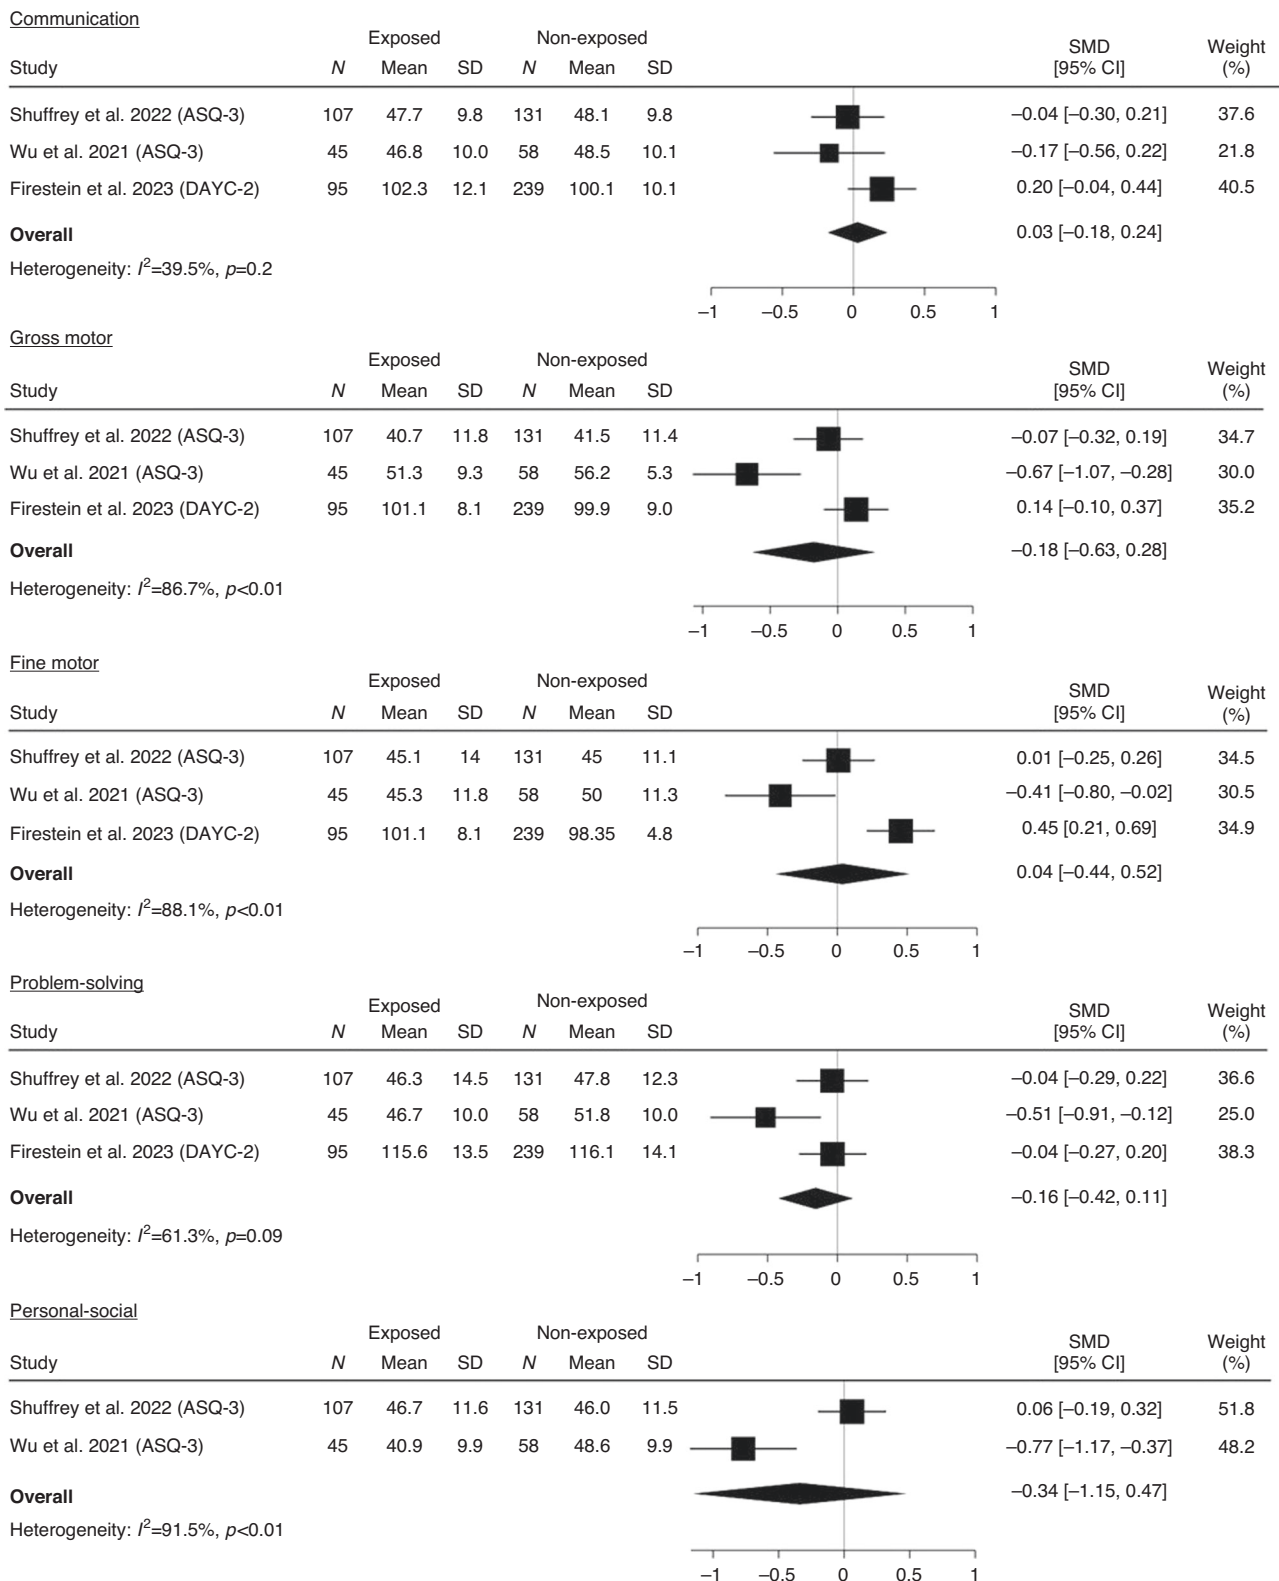 Communication
Exposed Non-exposed SMD Weight
Study N Mean SD N Mean SD [95% CI] (%)
Shuffrey et al. 2022 (ASQ-3) 107 47.7 9.8 131 48.1 9.8 −0.04 [−0.30, 0.21] 37.6
Wu et al. 2021 (ASQ-3) 45 46.8 10.0 58 48.5 10.1 −0.17 [−0.56, 0.22] 21.8
Firestein et al. 2023 (DAYC-2) 95 102.3 12.1 239 100.1 10.1 0.20 [−0.04, 0.44] 40.5
Overall 0.03 [−0.18, 0.24]
Heterogeneity: I²=39.5%, p=0.2
−1 −0.5 0 0.5 1
Gross motor
Exposed Non-exposed SMD Weight
Study N Mean SD N Mean SD [95% CI] (%)
Shuffrey et al. 2022 (ASQ-3) 107 40.7 11.8 131 41.5 11.4 −0.07 [−0.32, 0.19] 34.7
Wu et al. 2021 (ASQ-3) 45 51.3 9.3 58 56.2 5.3 −0.67 [−1.07, −0.28] 30.0
Firestein et al. 2023 (DAYC-2) 95 101.1 8.1 239 99.9 9.0 0.14 [−0.10, 0.37] 35.2
Overall −0.18 [−0.63, 0.28]
Heterogeneity: I²=86.7%, p<0.01
−1 −0.5 0 0.5 1
Fine motor
Exposed Non-exposed SMD Weight
Study N Mean SD N Mean SD [95% CI] (%)
Shuffrey et al. 2022 (ASQ-3) 107 45.1 14 131 45 11.1 0.01 [−0.25, 0.26] 34.5
Wu et al. 2021 (ASQ-3) 45 45.3 11.8 58 50 11.3 −0.41 [−0.80, −0.02] 30.5
Firestein et al. 2023 (DAYC-2) 95 101.1 8.1 239 98.35 4.8 0.45 [0.21, 0.69] 34.9
Overall 0.04 [−0.44, 0.52]
Heterogeneity: I²=88.1%, p<0.01
−1 −0.5 0 0.5 1
Problem-solving
Exposed Non-exposed SMD Weight
Study N Mean SD N Mean SD [95% CI] (%)
Shuffrey et al. 2022 (ASQ-3) 107 46.3 14.5 131 47.8 12.3 −0.04 [−0.29, 0.22] 36.6
Wu et al. 2021 (ASQ-3) 45 46.7 10.0 58 51.8 10.0 −0.51 [−0.91, −0.12] 25.0
Firestein et al. 2023 (DAYC-2) 95 115.6 13.5 239 116.1 14.1 −0.04 [−0.27, 0.20] 38.3
Overall −0.16 [−0.42, 0.11]
Heterogeneity: I²=61.3%, p=0.09
−1 −0.5 0 0.5 1
Personal-social
Exposed Non-exposed SMD Weight
Study N Mean SD N Mean SD [95% CI] (%)
Shuffrey et al. 2022 (ASQ-3) 107 46.7 11.6 131 46.0 11.5 0.06 [−0.19, 0.32] 51.8
Wu et al. 2021 (ASQ-3) 45 40.9 9.9 58 48.6 9.9 −0.77 [−1.17, −0.37] 48.2
Overall −0.34 [−1.15, 0.47]
Heterogeneity: I²=91.5%, p<0.01
−1 −0.5 0 0.5 1